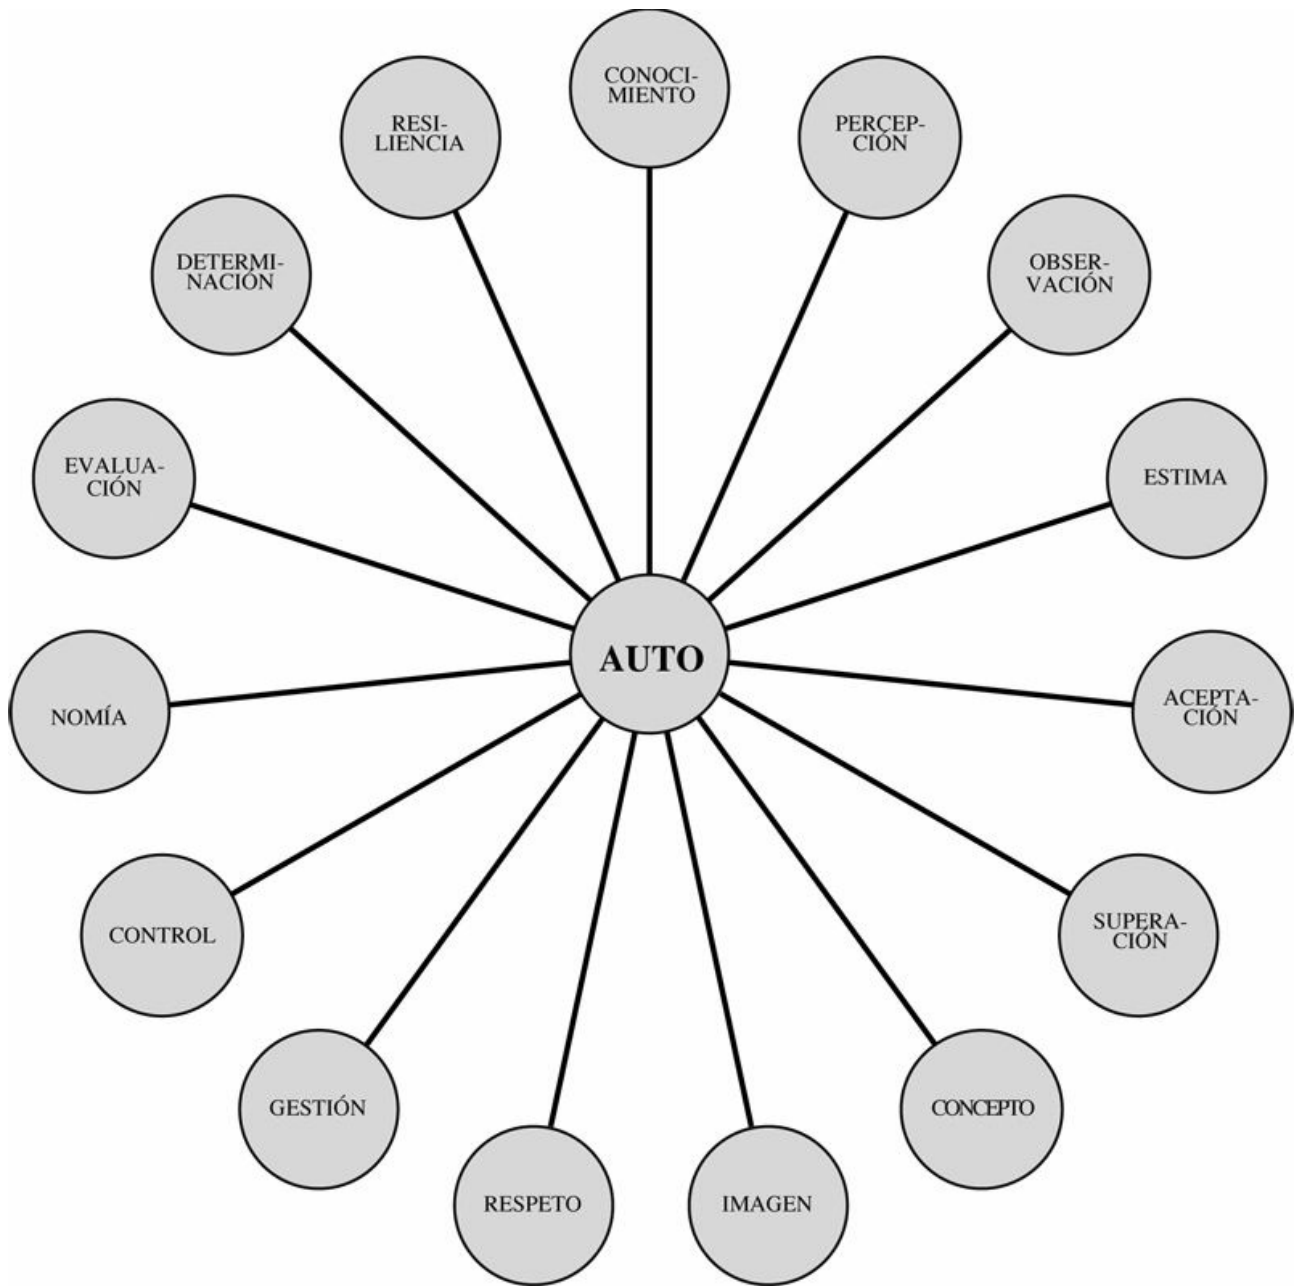 CONOCI-
MIENTO
PERCEP-
CIÓN
OBSER-
VACIÓN
ESTIMA
ACEPTA-
CIÓN
SUPERA-
CIÓN
CONCEPTO
IMAGEN
RESPETO
GESTIÓN
CONTROL
NOMÍA
EVALUA-
CIÓN
DETERMI-
NACIÓN
RESI-
LIENCIA
AUTO